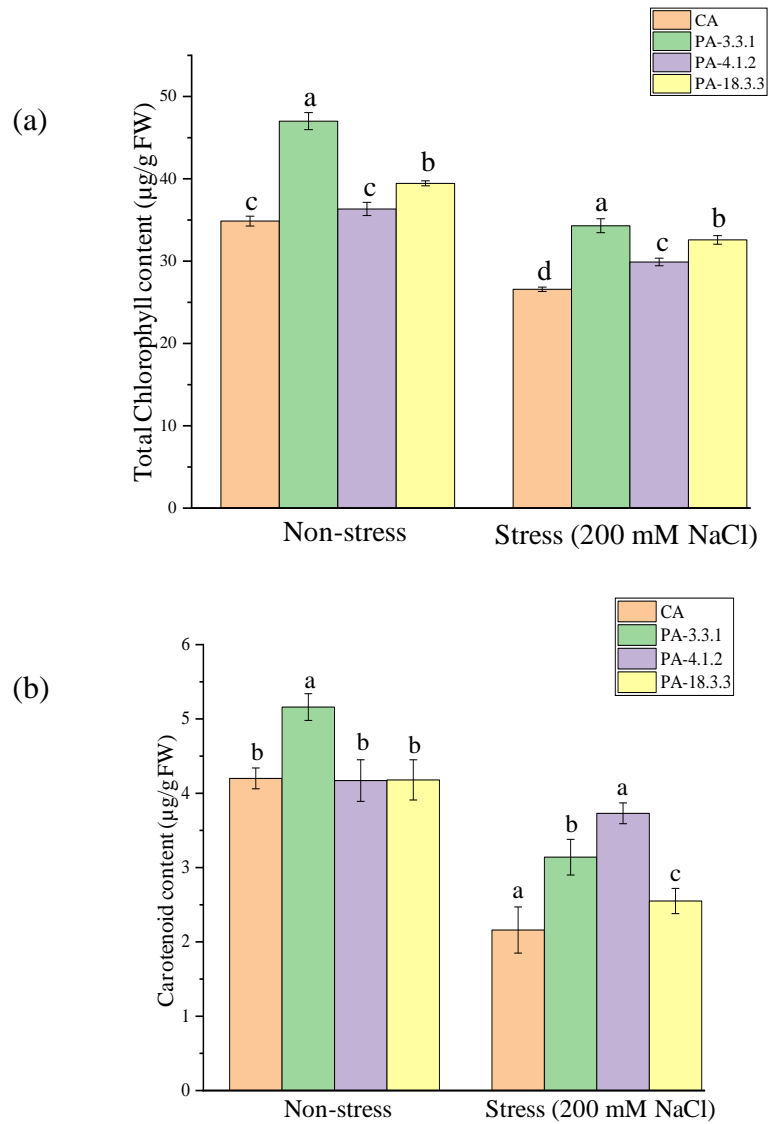 CA
PA-3.3.1
PA-4.1.2
PA-18.3.3
(a)
Total Chlorophyll content (µg/g FW)
50
40
30
20
10
0
c
a
c
b
d
a
c
b
Non-stress
Stress (200 mM NaCl)
CA
PA-3.3.1
PA-4.1.2
PA-18.3.3
(b)
Carotenoid content (µg/g FW)
6
5
4
3
2
1
0
b
a
b
b
a
b
a
c
Non-stress
Stress (200 mM NaCl)